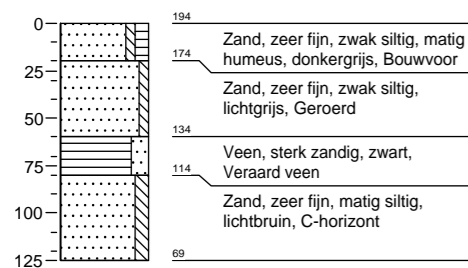 0
25
50
75
100
125
194
Zand, zeer fijn, zwak siltig, matig
humeus, donkergrijs, Bouwvoor
174
Zand, zeer fijn, zwak siltig,
lichtgrijs, Geroerd
134
Veen, sterk zandig, zwart,
Veraard veen
114
Zand, zeer fijn, matig siltig,
lichtbruin, C-horizont
69